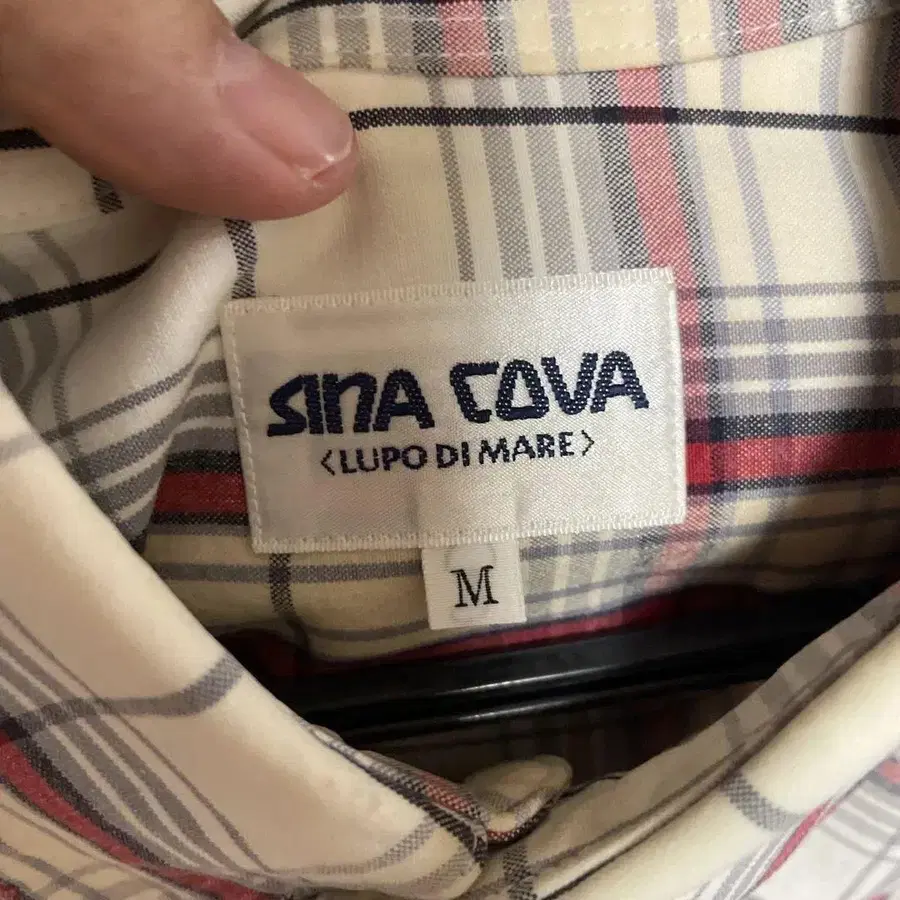 SINA COVA
<LUPO DI MARE>
M